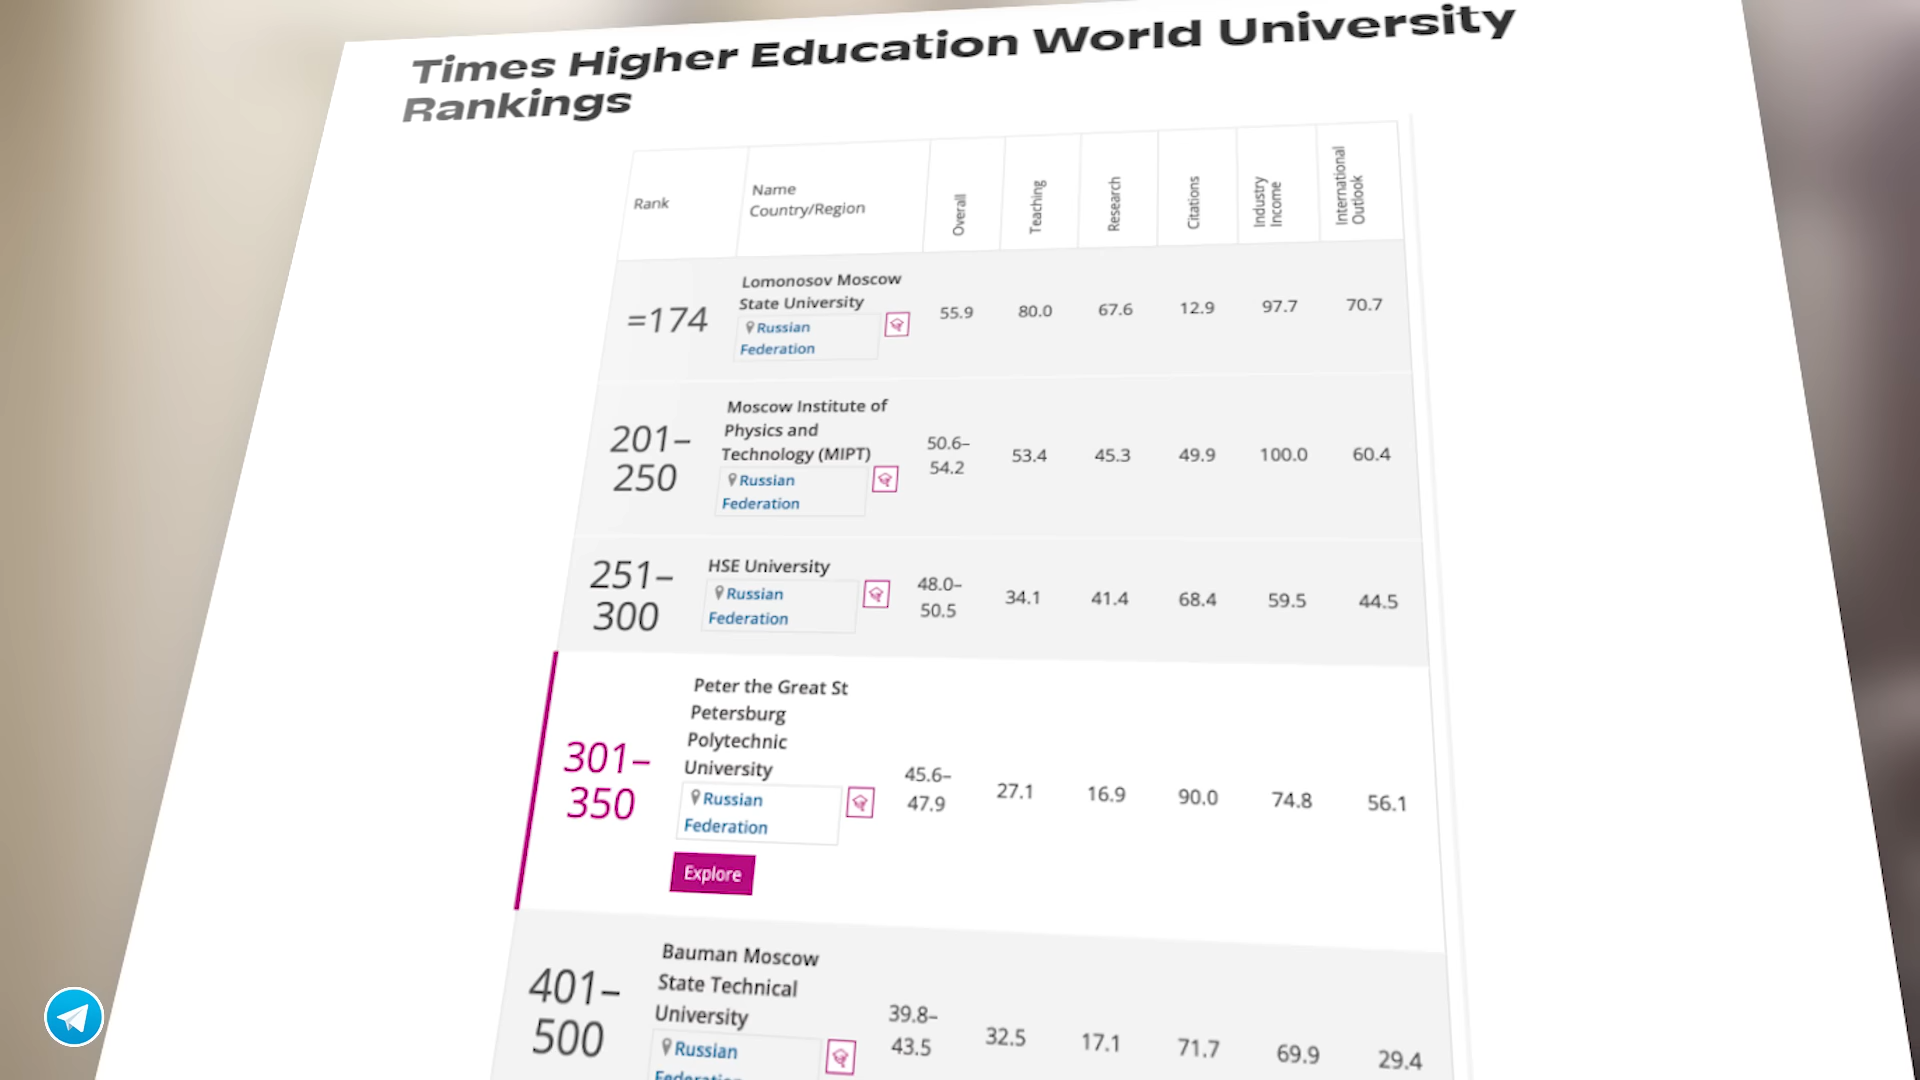 Times Higher Education World University
Rankings
Rank
Name
Country/Region
Overall
Teaching
Research
Citations
Industry
Income
International
Outlook
=174
Lomonosov Moscow
State University
Russian
Federation
55.9
80.0
67.6
12.9
97.7
70.7
201–
250
Moscow Institute of
Physics and
Technology (MIPT)
Russian
Federation
50.6–
54.2
53.4
45.3
49.9
100.0
60.4
251–
300
HSE University
Russian
Federation
48.0–
50.5
34.1
41.4
68.4
59.5
44.5
301–
350
Peter the Great St
Petersburg
Polytechnic
University
Russian
Federation
Explore
45.6–
47.9
27.1
16.9
90.0
74.8
56.1
401–
500
Bauman Moscow
State Technical
University
Russian
Federation
39.8–
43.5
32.5
17.1
71.7
69.9
29.4